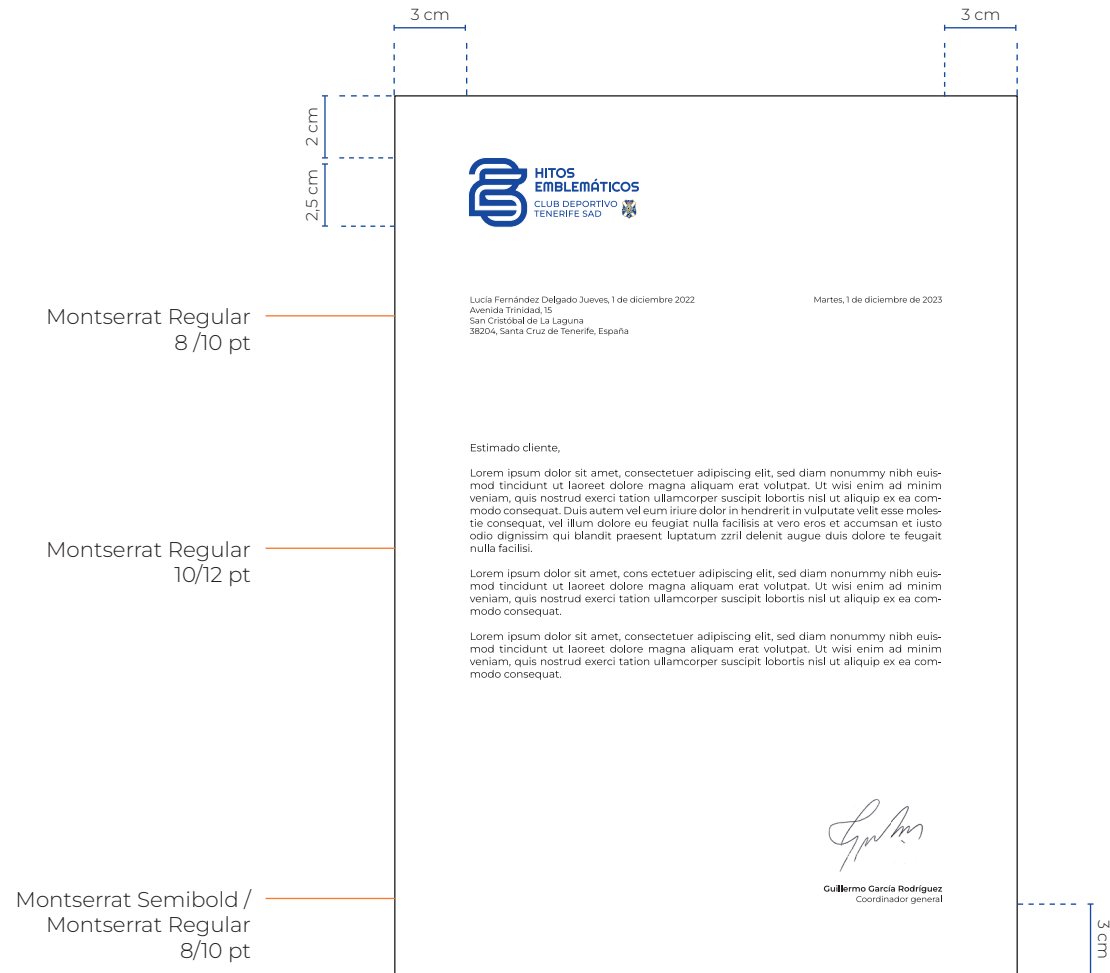 3 cm
3 cm
2 cm
2,5 cm
HITOS
EMBLEMÁTICOS
CLUB DEPORTIVO
TENERIFE SAD
Montserrat Regular
8 /10 pt
Lucía Fernández Delgado Jueves, 1 de diciembre 2022
Avenida Trinidad, 15
San Cristóbal de La Laguna
38204, Santa Cruz de Tenerife, España
Martes, 1 de diciembre de 2023
Estimado cliente,
Lorem ipsum dolor sit amet, consectetuer adipiscing elit, sed diam nonummy nibh euis-
mod tincidunt ut laoreet dolore magna aliquam erat volutpat. Ut wisi enim ad minim
veniam, quis nostrud exerci tation ullamcorper suscipit lobortis nisl ut aliquip ex ea com-
modo consequat. Duis autem vel eum iriure dolor in hendrerit in vulputate velit esse moles-
tie consequat, vel illum dolore eu feugiat nulla facilisis at vero eros et accumsan et iusto
odio dignissim qui blandit praesent luptatum zzril delenit augue duis dolore te feugait
nulla facilisi.
Montserrat Regular
10/12 pt
Lorem ipsum dolor sit amet, cons ectetuer adipiscing elit, sed diam nonummy nibh euis-
mod tincidunt ut laoreet dolore magna aliquam erat volutpat. Ut wisi enim ad minim
veniam, quis nostrud exerci tation ullamcorper suscipit lobortis nisl ut aliquip ex ea com-
modo consequat.
Lorem ipsum dolor sit amet, consectetuer adipiscing elit, sed diam nonummy nibh euis-
mod tincidunt ut laoreet dolore magna aliquam erat volutpat. Ut wisi enim ad minim
veniam, quis nostrud exerci tation ullamcorper suscipit lobortis nisl ut aliquip ex ea com-
modo consequat.
Montserrat Semibold /
Montserrat Regular
8/10 pt
Guillermo García Rodríguez
Coordinador general
3 cm